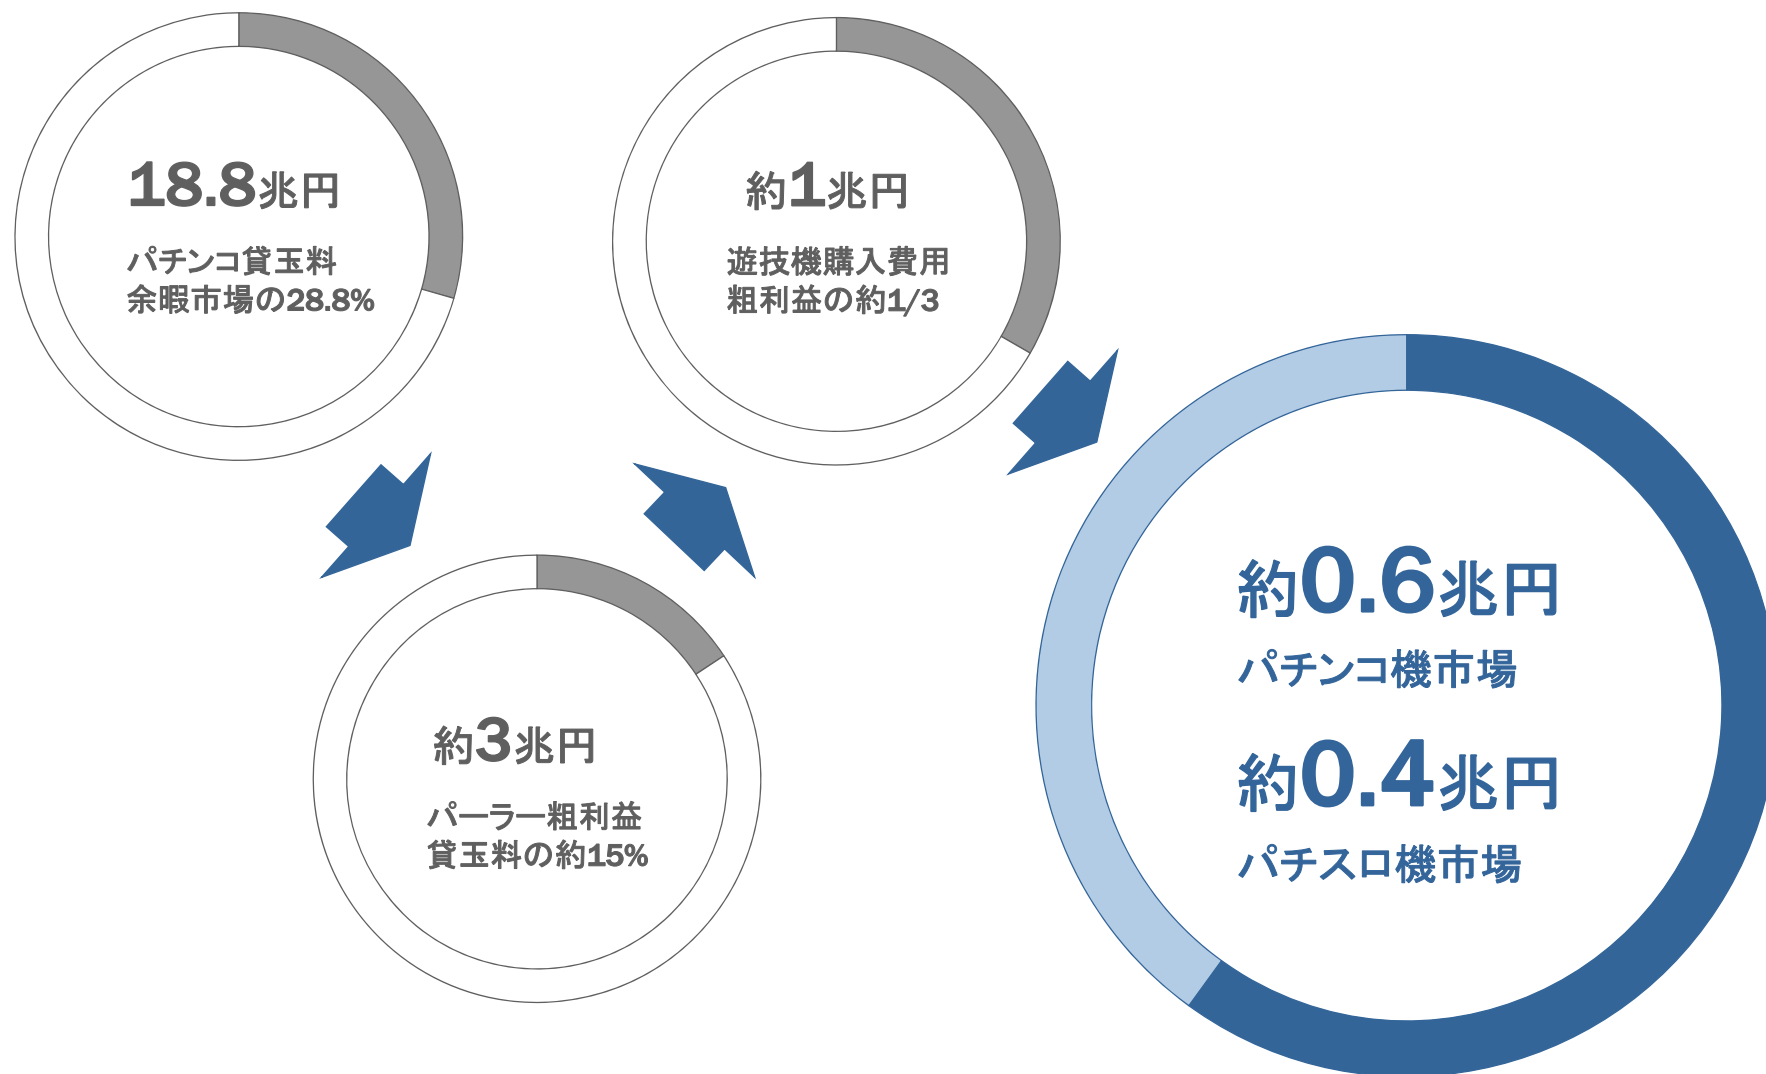 18.8兆円
パチンコ貸玉料
余暇市場の28.8%
約3兆円
パーラー粗利益
貸玉料の約15%
約1兆円
遊技機購入費用
粗利益の約1/3
約0.6兆円
パチンコ機市場
約0.4兆円
パチスロ機市場